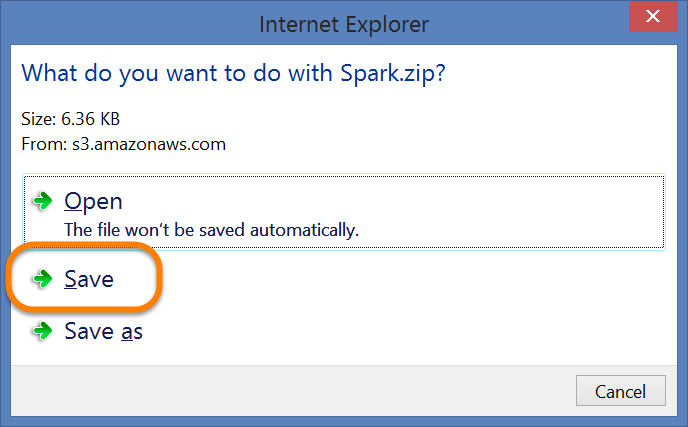 Internet Explorer
What do you want to do with Spark.zip?
Size: 6.36 KB
From: s3.amazonaws.com
Open
The file won't be saved automatically.
Save
Save as
Cancel